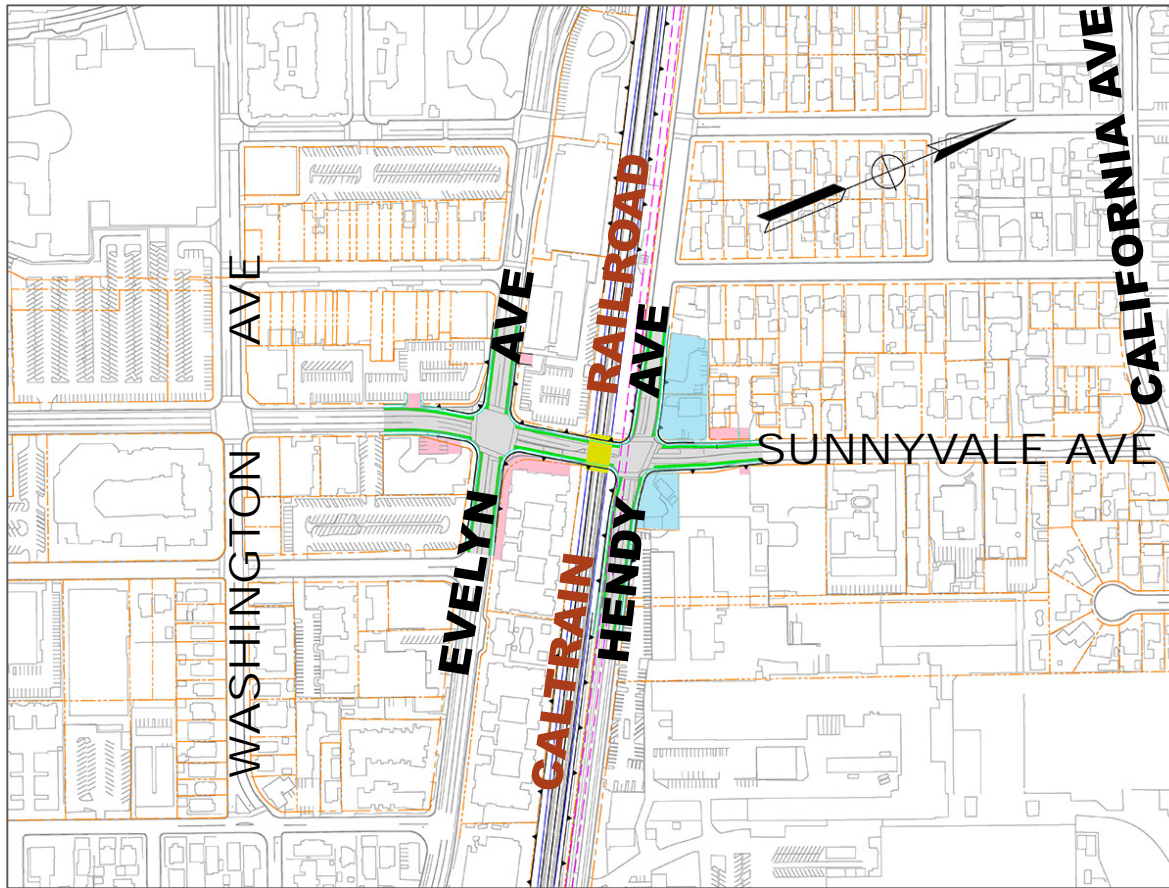 CALIFORNIA AVE
CALTRAIN RAILROAD
WASHINGTON AVE
EVELYN AVE
HENDY AVE
SUNNYVALE AVE